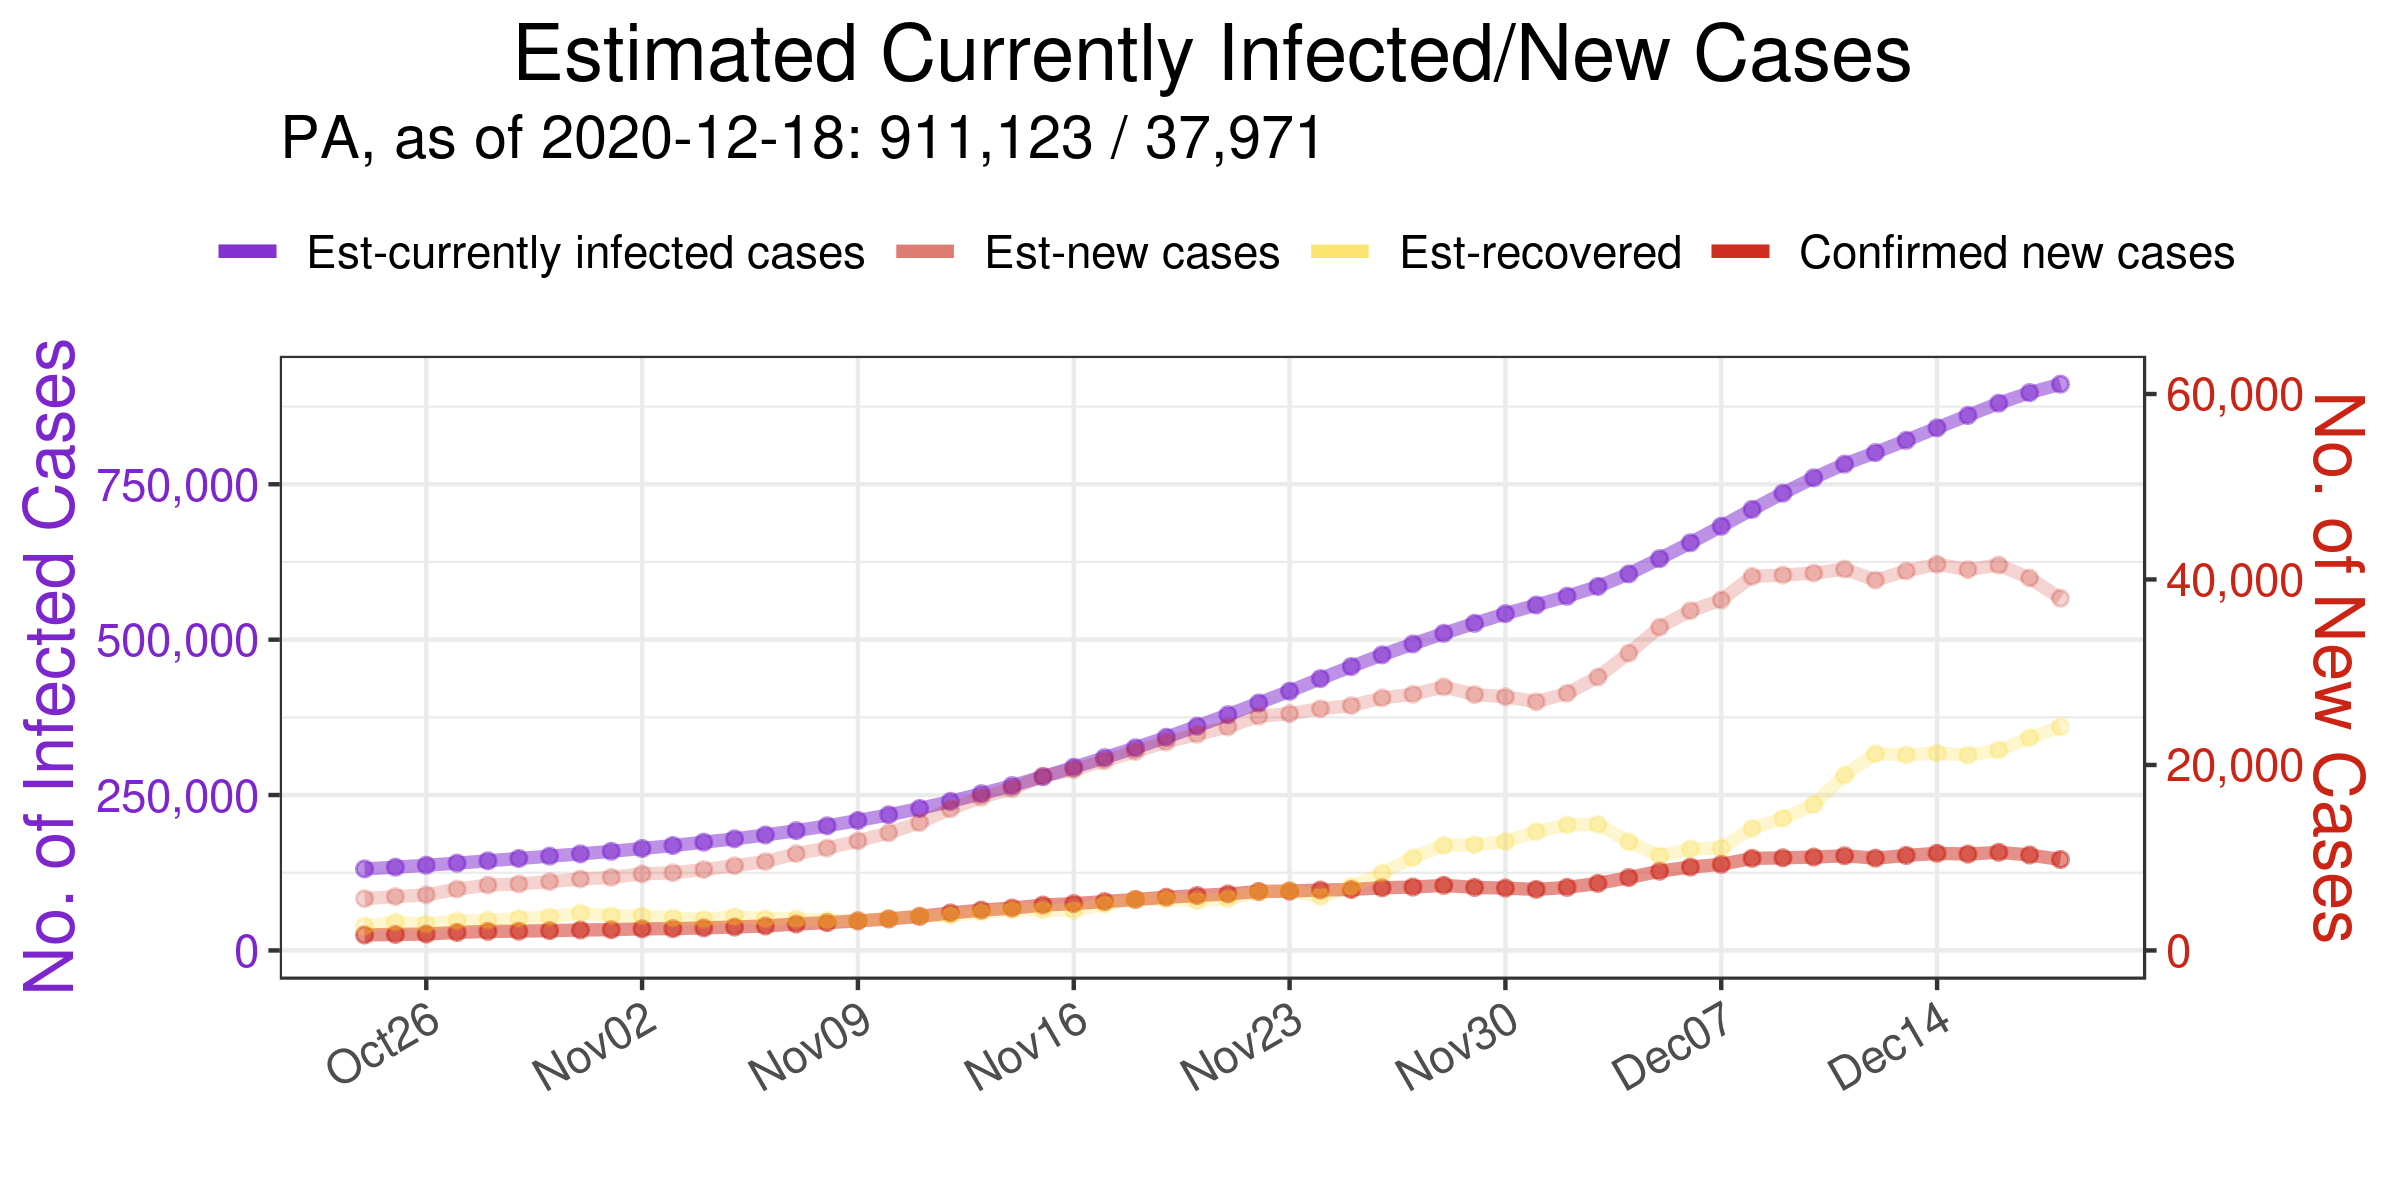 Estimated Currently Infected/New Cases
PA, as of 2020-12-18: 911,123 / 37,971
Est-currently infected cases Est-new cases Est-recovered Confirmed new cases
No. of Infected Cases
750,000
500,000
250,000
0
60,000
40,000
20,000
0
No. of New Cases
Oct26 Nov02 Nov09 Nov16 Nov23 Nov30 Dec07 Dec14